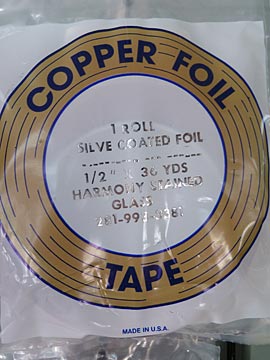 COPPER FOIL
1 ROLL
SILVE COATED FOIL
1/2" X 36 YDS
HARMONY STAINED
GLASS
TAPE
MADE IN U.S.A.